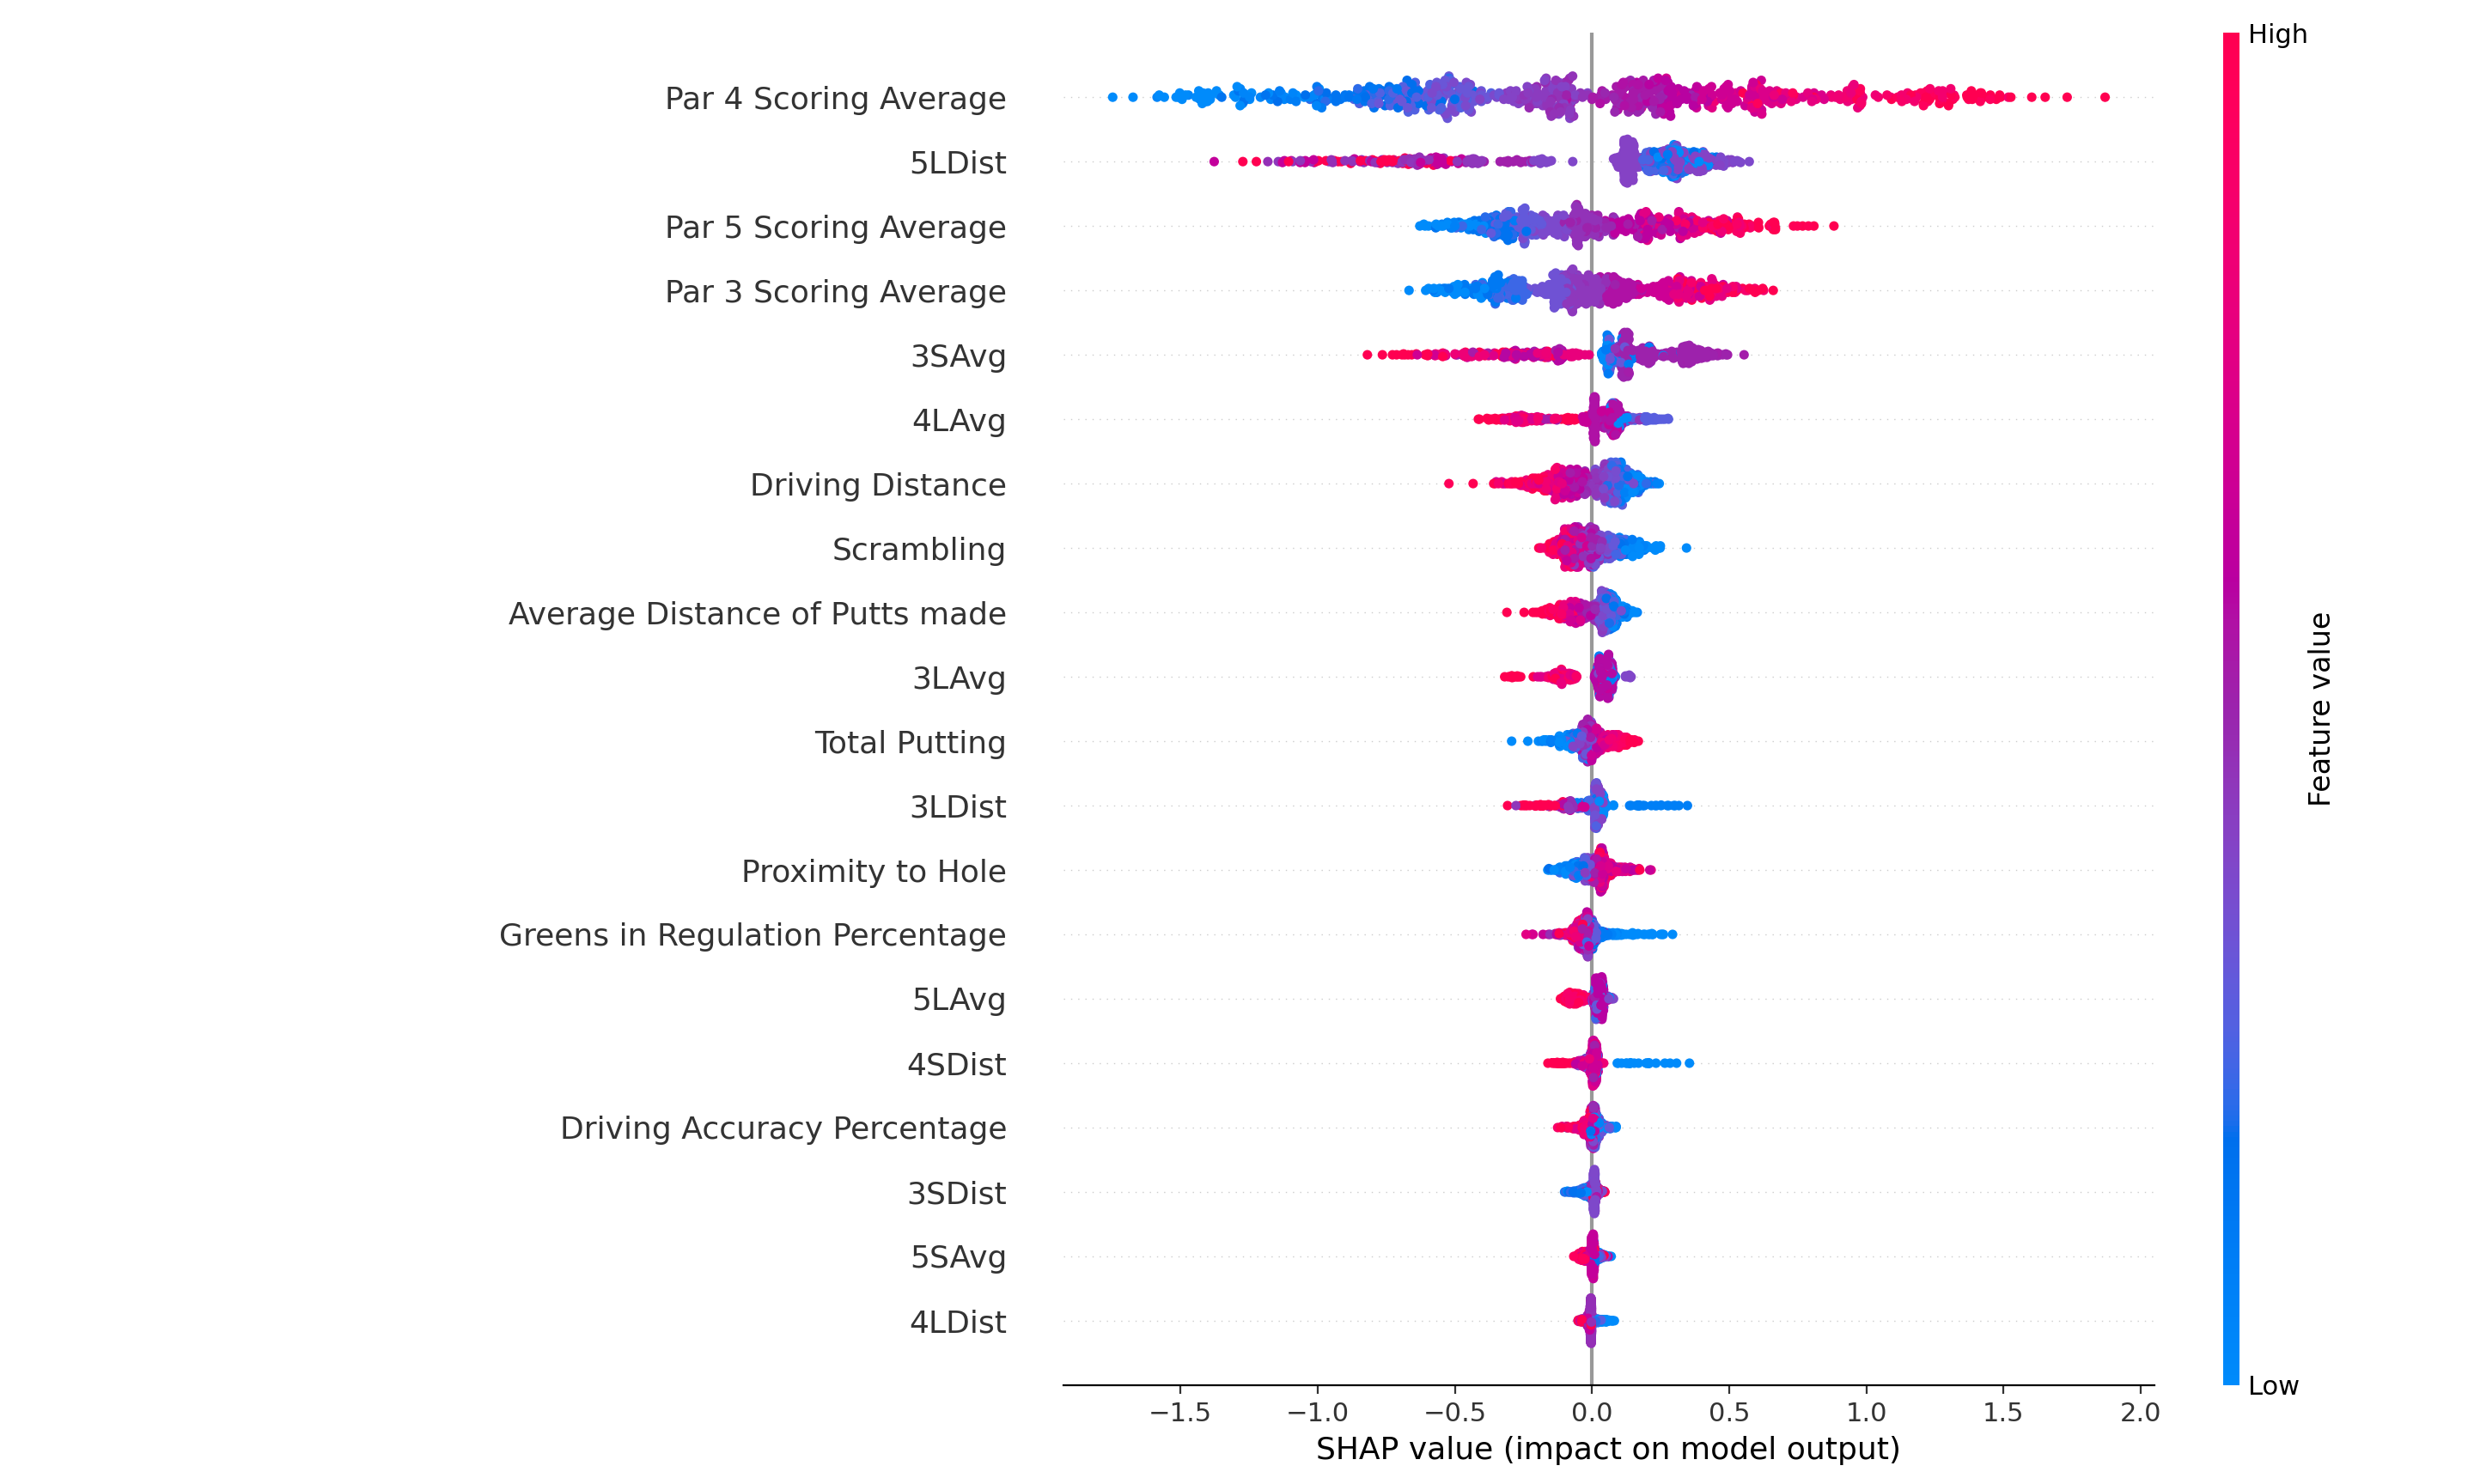 High
Par 4 Scoring Average
5LDist
Par 5 Scoring Average
Par 3 Scoring Average
3SAvg
4LAvg
Driving Distance
Scrambling
Average Distance of Putts made
3LAvg
Total Putting
3LDist
Proximity to Hole
Greens in Regulation Percentage
5LAvg
4SDist
Driving Accuracy Percentage
3SDist
5SAvg
4LDist
Feature value
Low
−1.5 −1.0 −0.5 0.0 0.5 1.0 1.5 2.0
SHAP value (impact on model output)